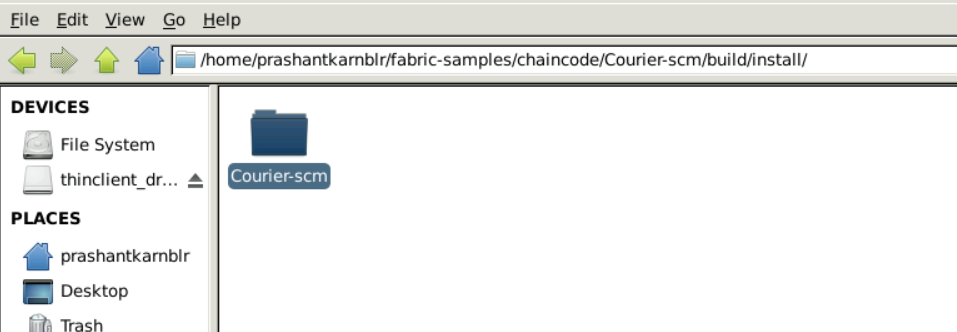 File Edit View Go Help
/home/prashantkarnblr/fabric-samples/chaincode/Courier-scm/build/install/
DEVICES
File System
thinclient_dr...
PLACES
prashantkarnblr
Desktop
Trash
Courier-scm